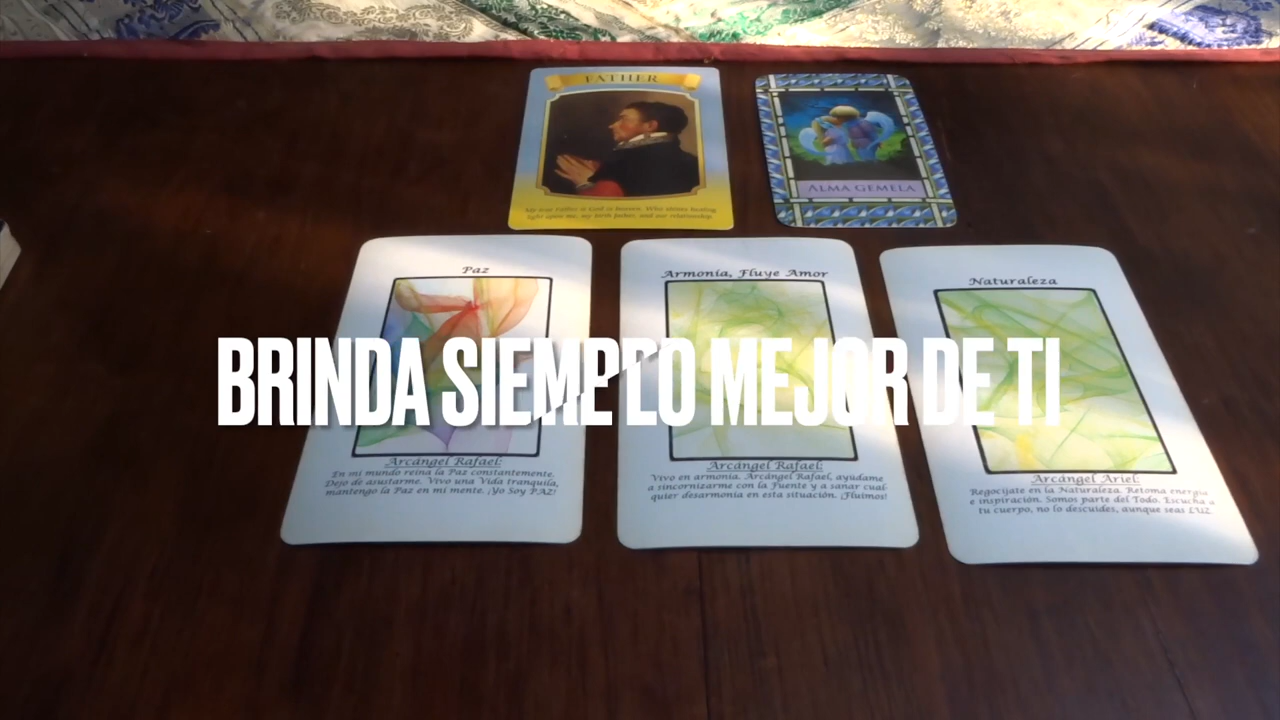 FATHER
My true Father is God in heaven. Who shines healing
light upon me, my birth father, and our relationship
ALMA GEMELA
Paz
Arcángel Rafael:
En mi mundo reina la Paz constantemente.
Dejo de asustarme. Vivo una Vida tranquila,
mantengo la Paz en mi mente. ¡Yo Soy PAZ!
Armonía, Fluye Amor
Arcángel Rafael:
Vivo en armonía. Arcángel Rafael, ayúdame
a sincornizarme con la Fuente y a sanar cual
quier desarmonía en esta situación. ¡Fluimos!
Naturaleza
Arcángel Ariel:
Regocíjate en la Naturaleza. Retoma energía
e inspiración. Somos parte del Todo. Escucha a
tu cuerpo, no lo descuides, aunque seas LUZ
BRINDA LO MEJOR DE TI